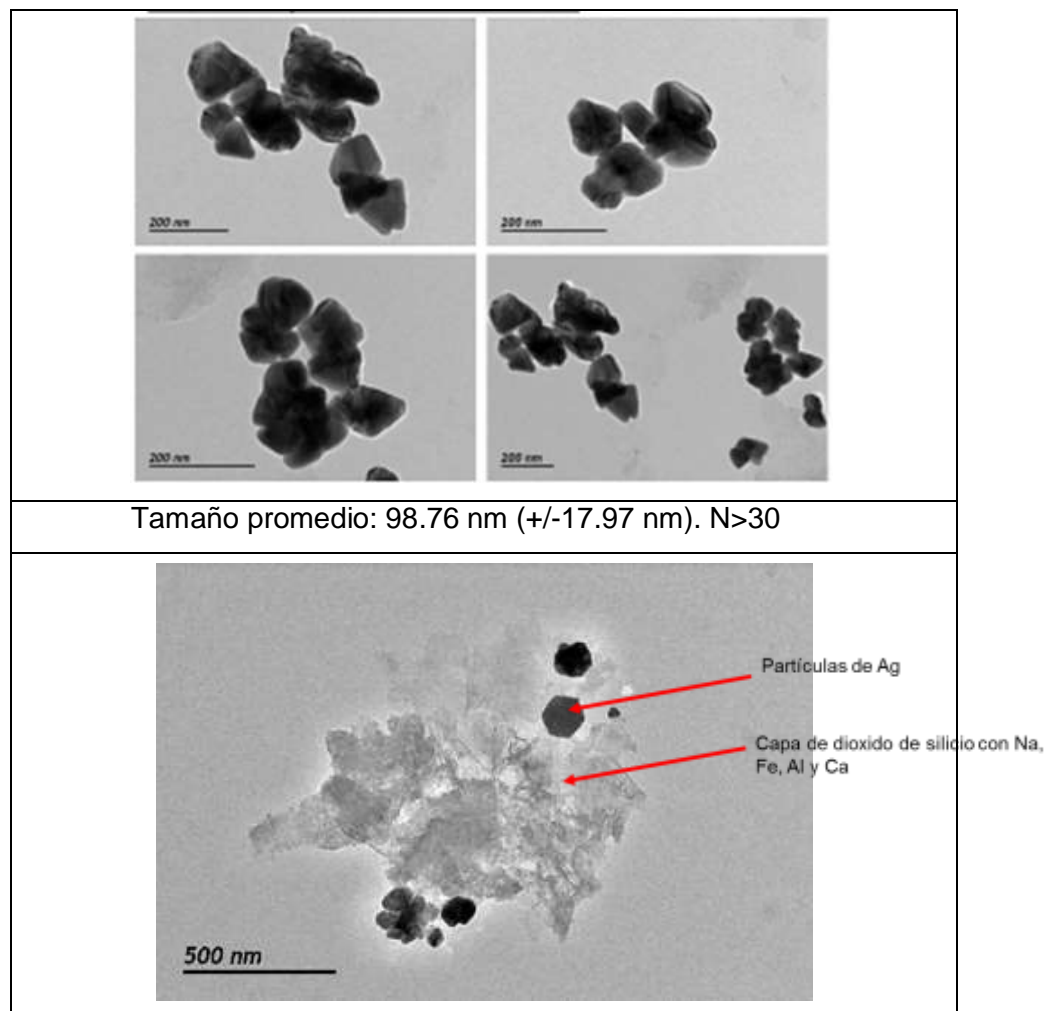 200 nm
200 nm
200 nm
200 nm
Tamaño promedio: 98.76 nm (+/-17.97 nm). N>30
Partículas de Ag
Capa de dioxido de silicio con Na,
Fe, Al y Ca
500 nm